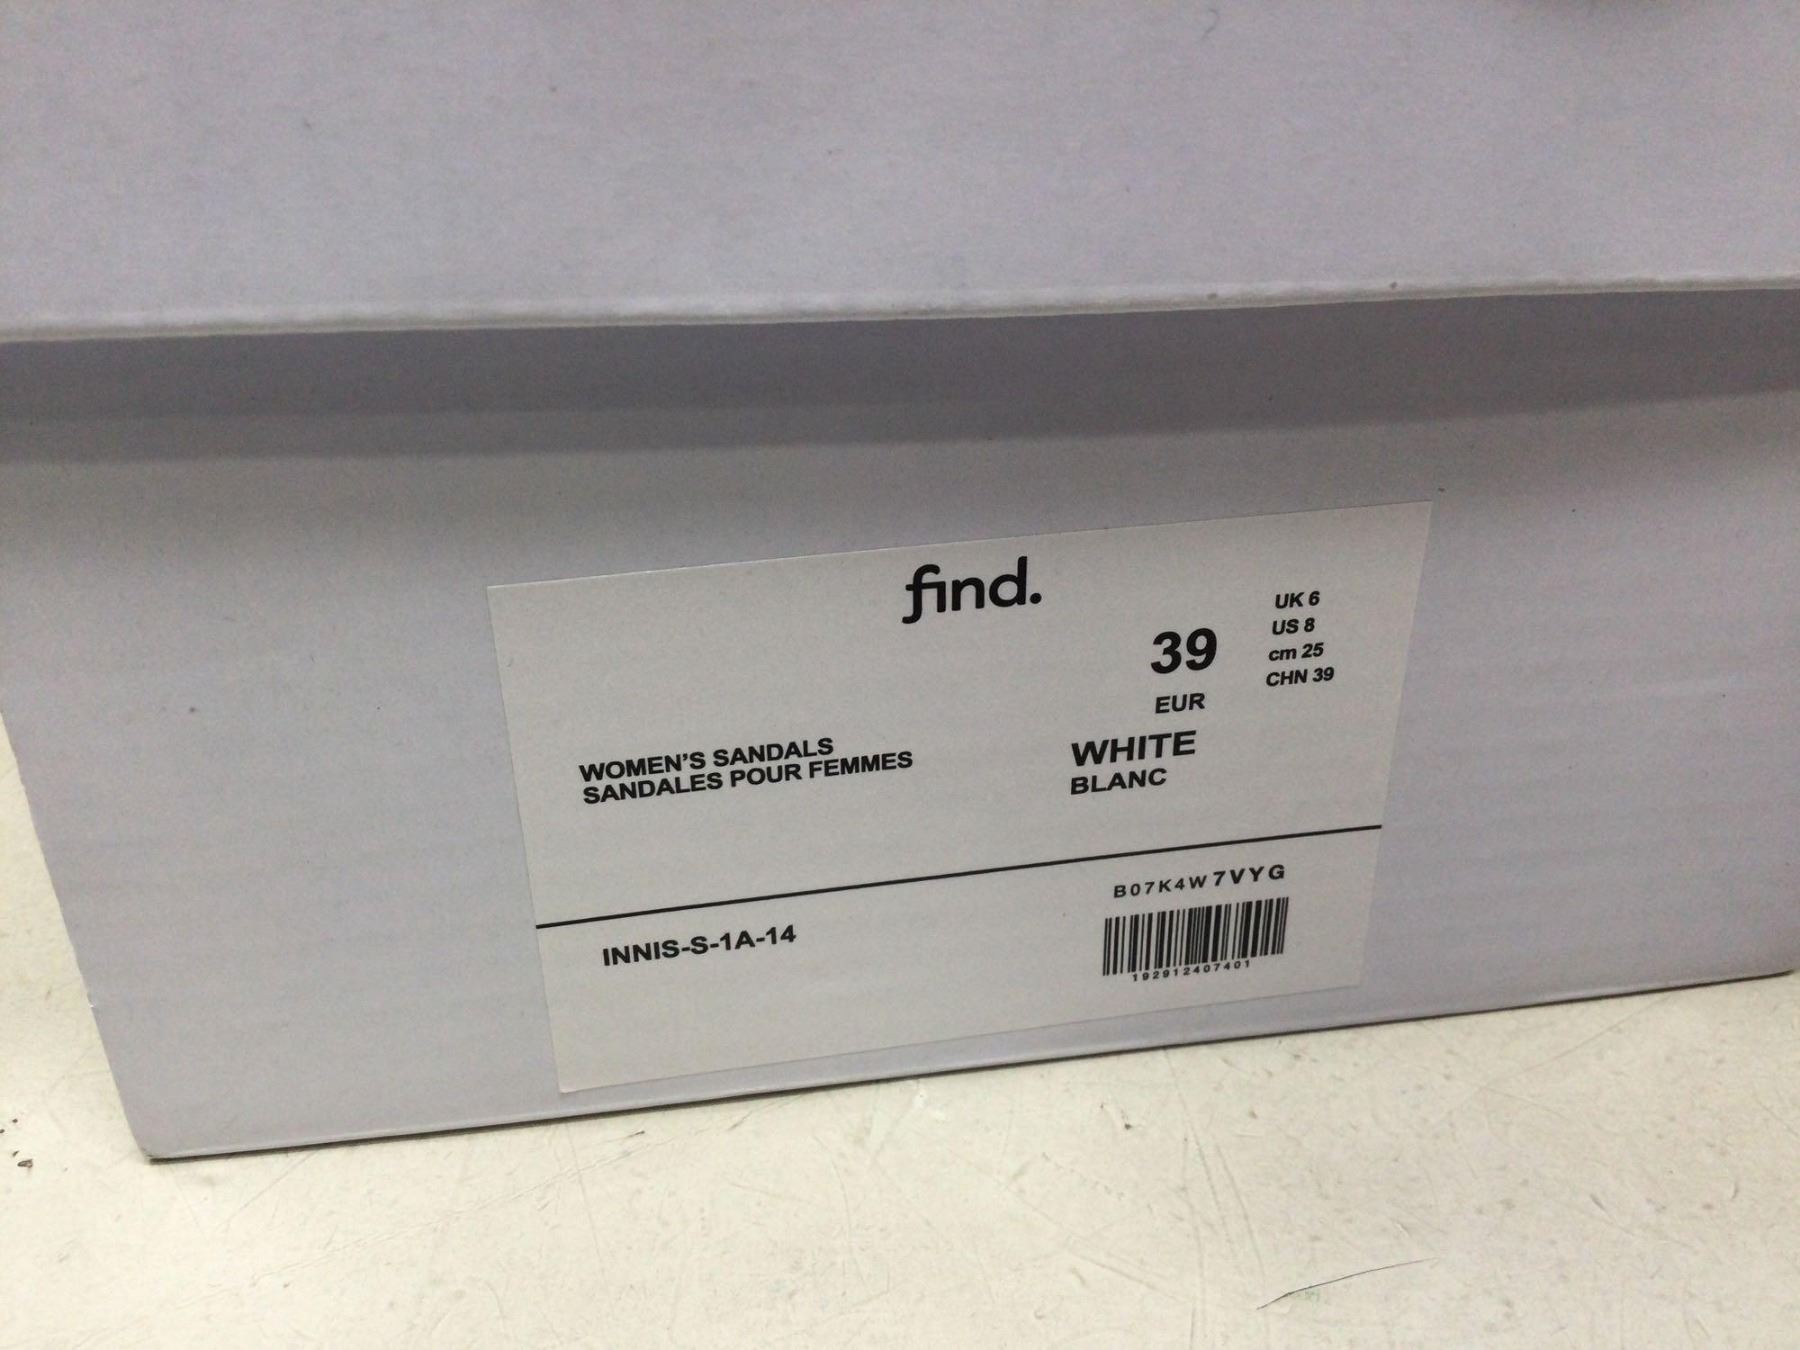 find.
39
EUR
UK 6
US 8
cm 25
CHN 39
WOMEN'S SANDALS
SANDALES POUR FEMMES
WHITE
BLANC
INNIS-S-1A-14
B07K4W7VYG
192912407401